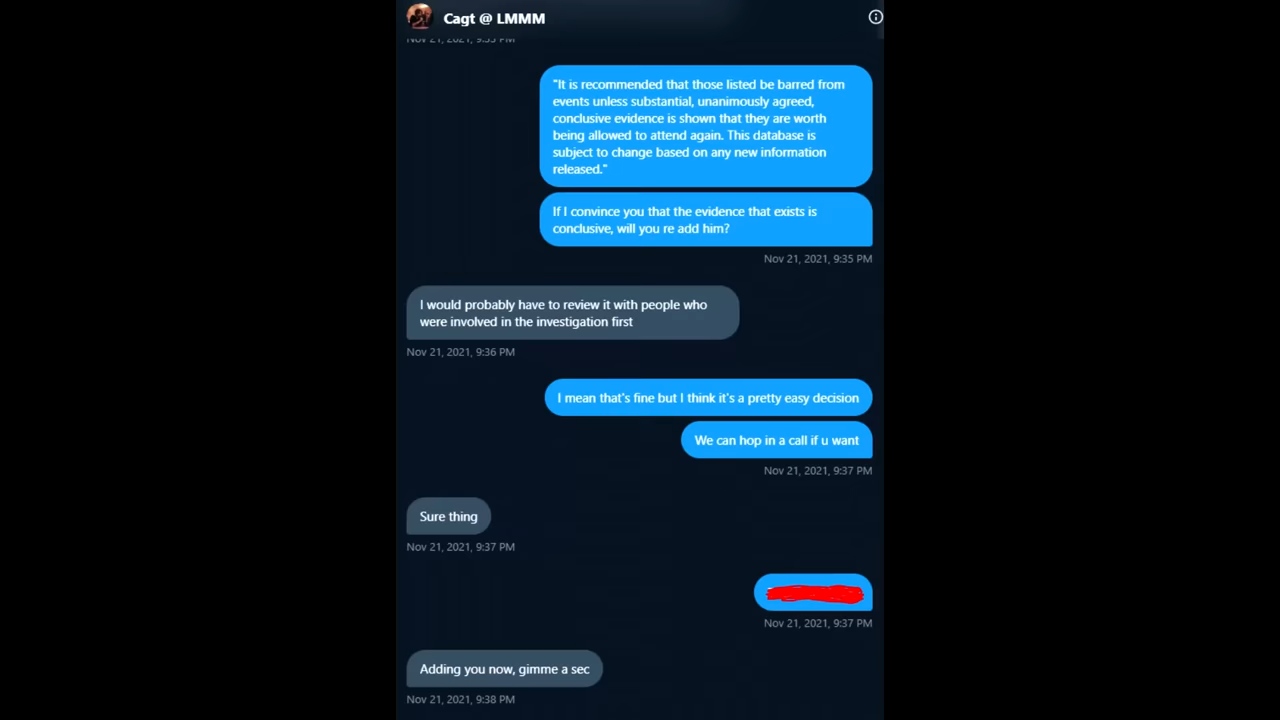 Cagt @ LMMM
Nov 21, 2021, 9:35 PM
"It is recommended that those listed be barred from
events unless substantial, unanimously agreed,
conclusive evidence is shown that they are worth
being allowed to attend again. This database is
subject to change based on any new information
released."
If I convince you that the evidence that exists is
conclusive, will you re add him?
Nov 21, 2021, 9:35 PM
I would probably have to review it with people who
were involved in the investigation first
Nov 21, 2021, 9:36 PM
I mean that's fine but I think it's a pretty easy decision
We can hop in a call if u want
Nov 21, 2021, 9:37 PM
Sure thing
Nov 21, 2021, 9:37 PM
Nov 21, 2021, 9:37 PM
Adding you now, gimme a sec
Nov 21, 2021, 9:38 PM